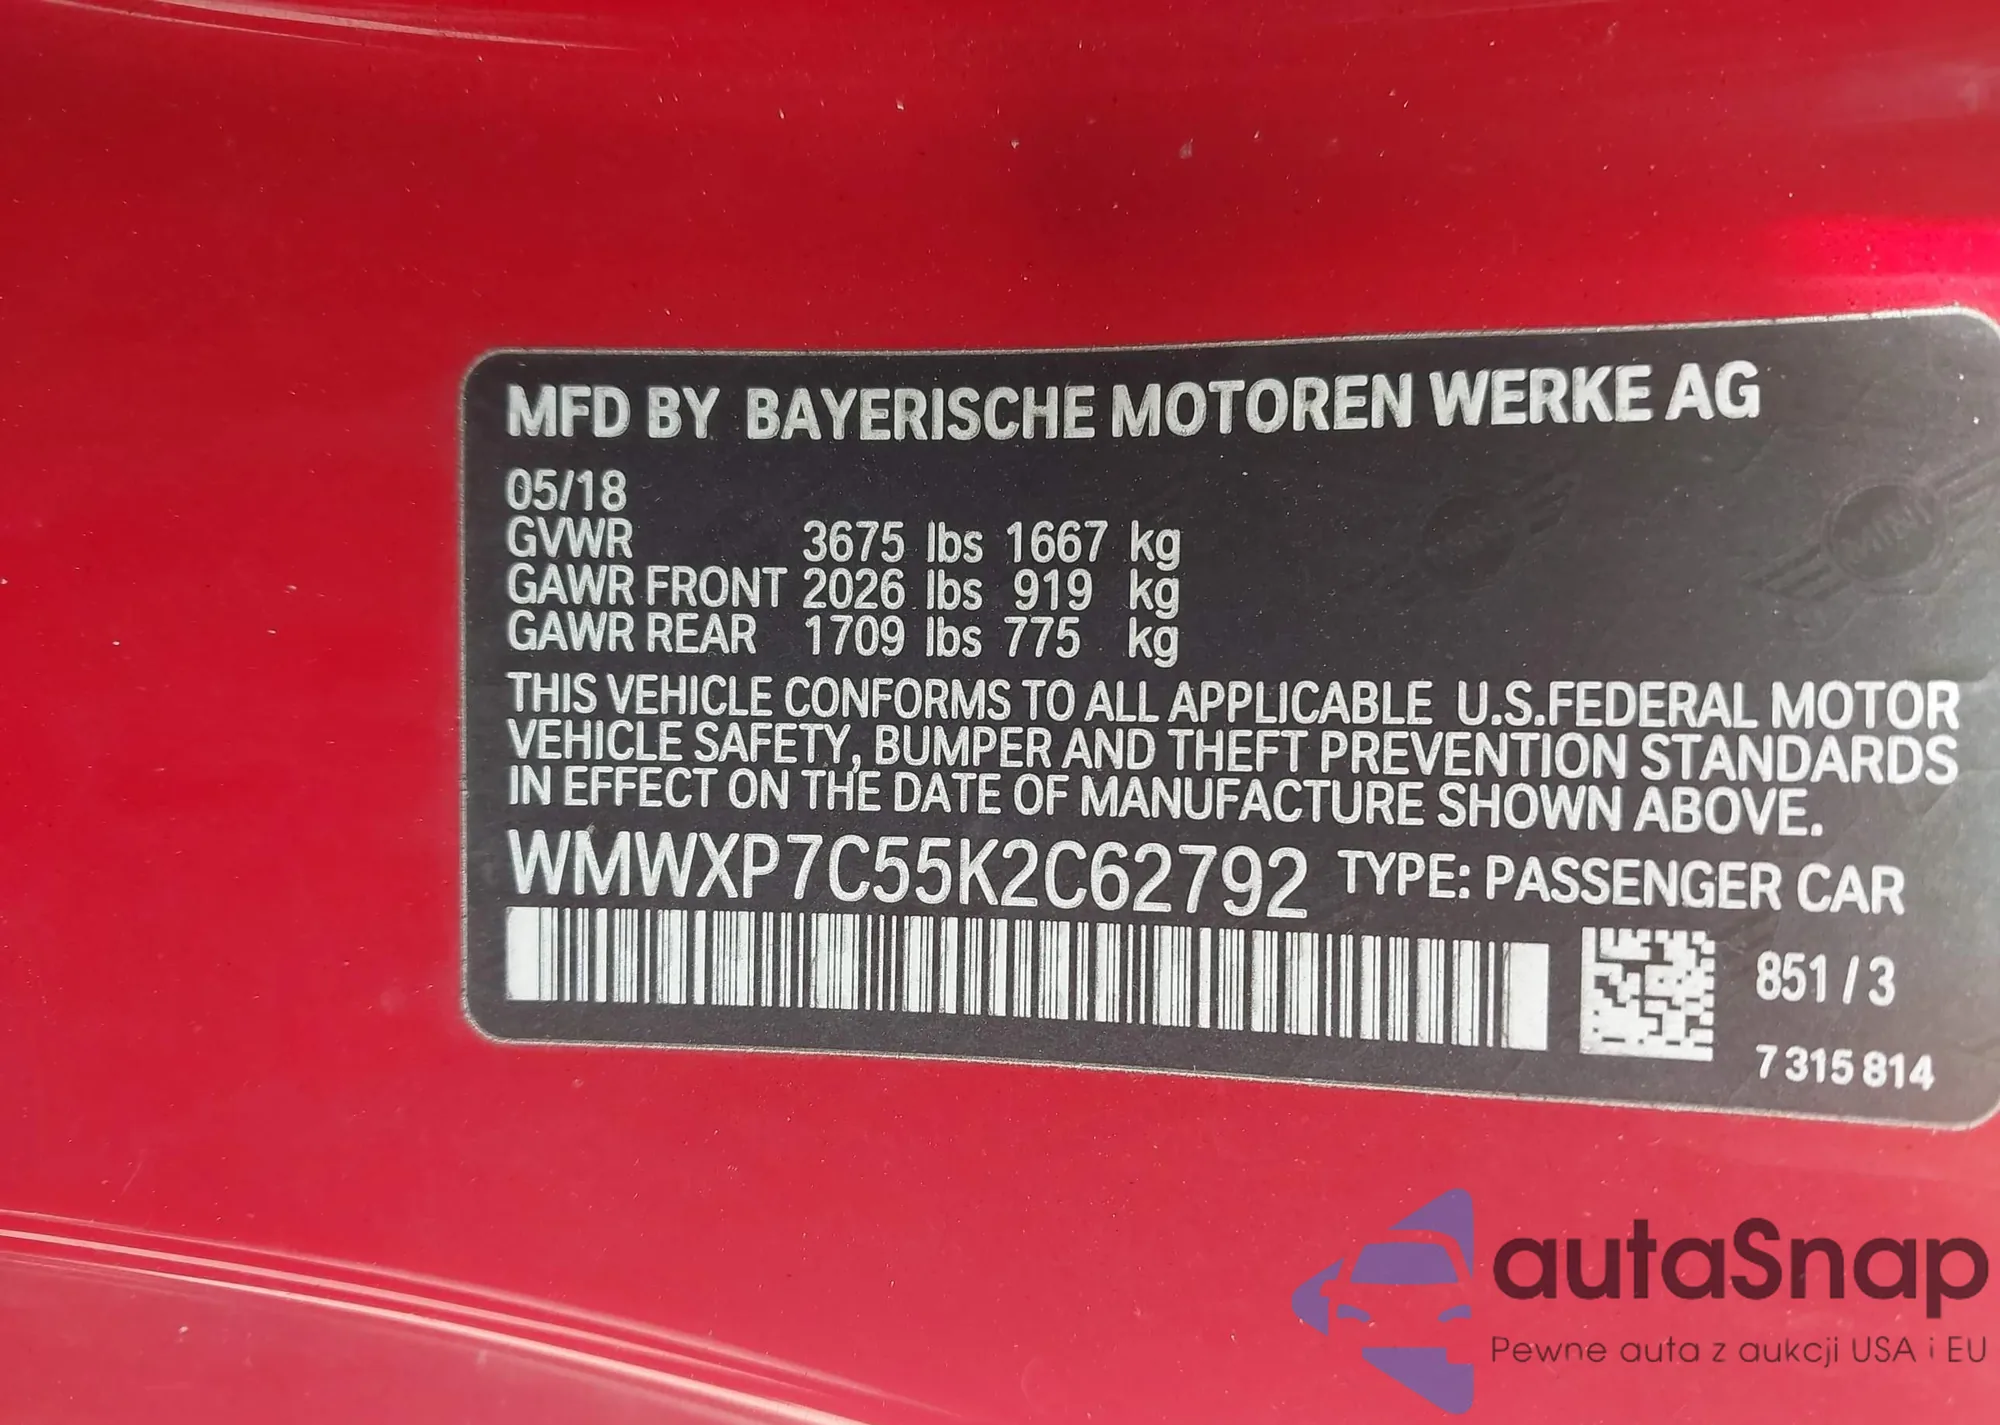 MFD BY BAYERISCHE MOTOREN WERKE AG
05/18
GVWR 3675 lbs 1667 kg
GAWR FRONT 2026 lbs 919 kg
GAWR REAR 1709 lbs 775 kg
THIS VEHICLE CONFORMS TO ALL APPLICABLE U.S.FEDERAL MOTOR
VEHICLE SAFETY, BUMPER AND THEFT PREVENTION STANDARDS
IN EFFECT ON THE DATE OF MANUFACTURE SHOWN ABOVE.
WMWXP7C55K2C62792 TYPE: PASSENGER CAR
851 / 3
7 315 814
MINI
MINI
autaSnap
Pewne auta z aukcji USA i EU